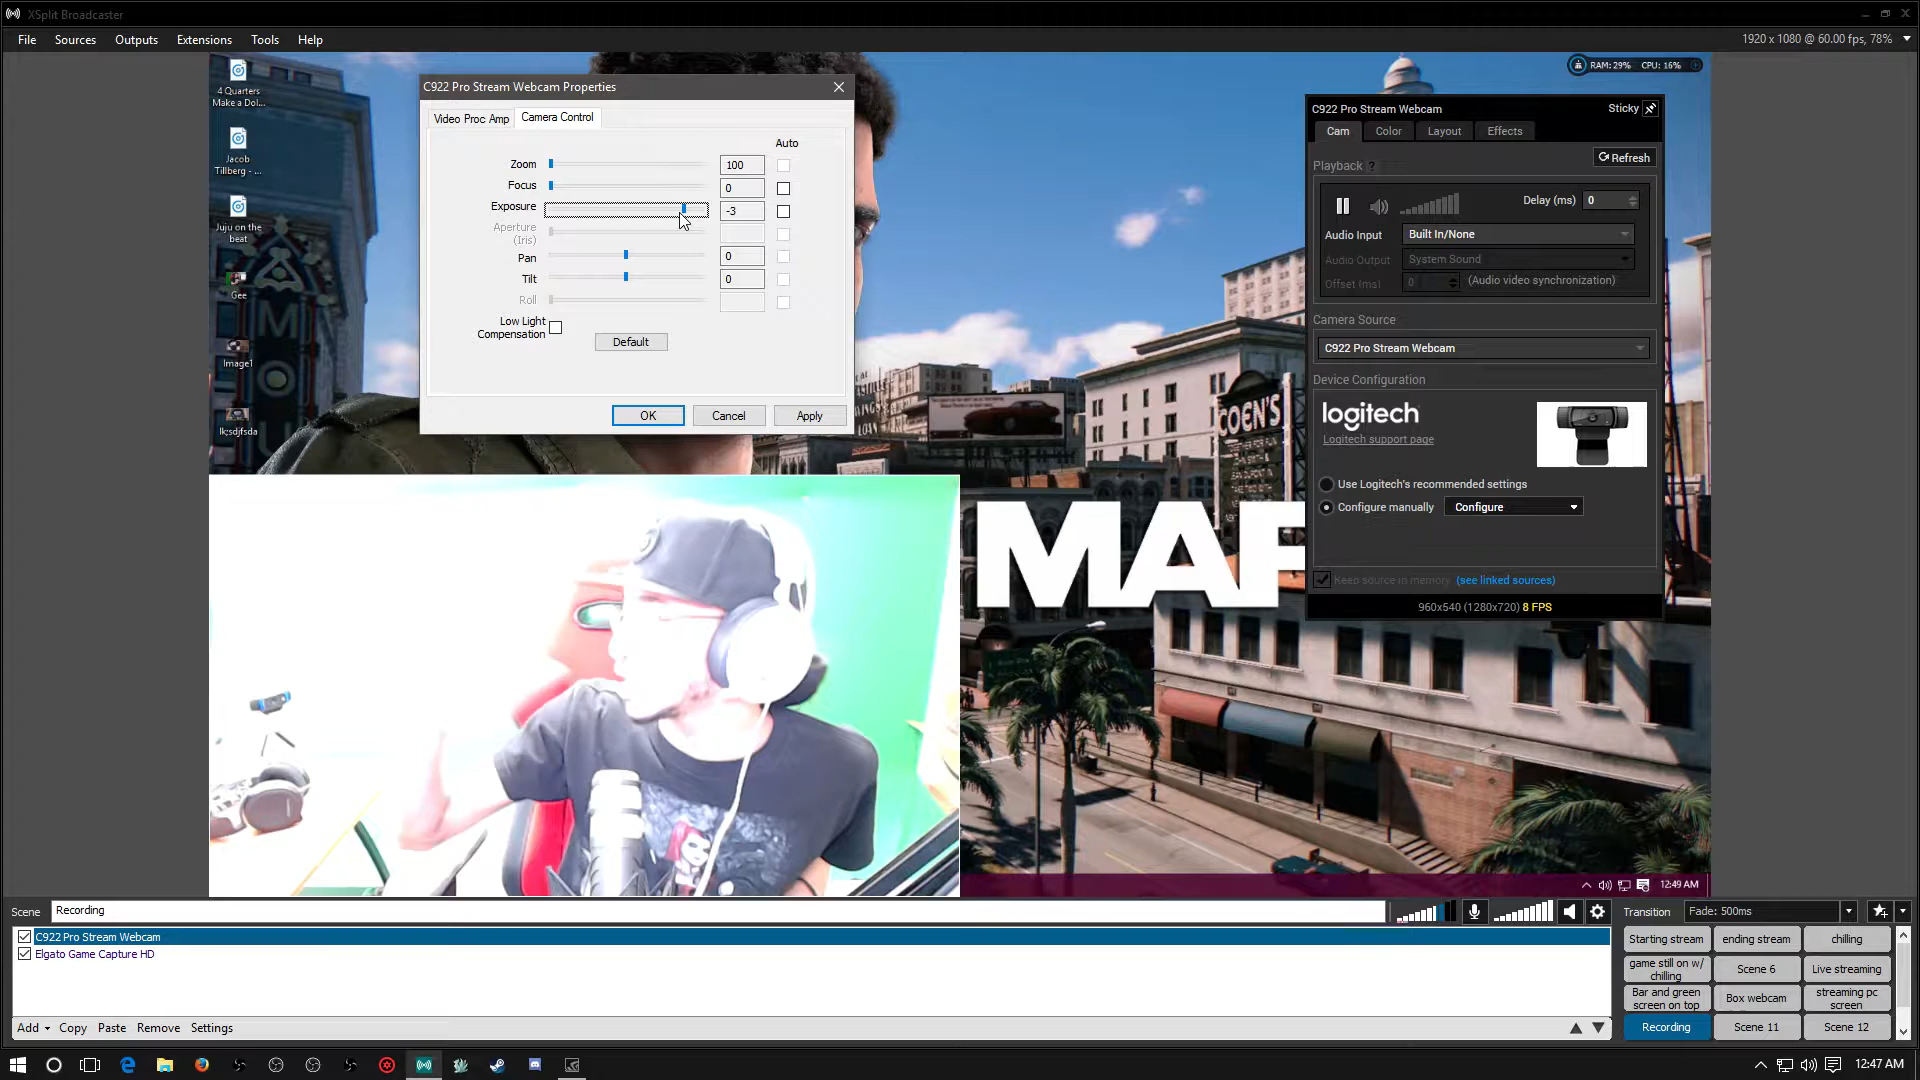 XSplit Broadcaster
File Sources Outputs Extensions Tools Help
1920 x 1080 @ 60.00 fps, 78%
RAM: 29% CPU: 16%
4 Quarters
Make a Dol...
Jacob
Tillberg - ...
Juju on the
beat
Gee
Image1
lk;sdjfsda
C922 Pro Stream Webcam Properties
Video Proc Amp Camera Control
Auto
Zoom 100
Focus 0
Exposure -3
Aperture
(Iris)
Pan 0
Tilt 0
Roll
Low Light
Compensation
Default
OK Cancel Apply
C922 Pro Stream Webcam Sticky
Cam Color Layout Effects
Refresh
Playback ?
Delay (ms) 0
Audio Input Built In/None
Audio Output System Sound
Offset (ms) 0 (Audio video synchronization)
Camera Source
C922 Pro Stream Webcam
Device Configuration
logitech
Logitech support page
Use Logitech's recommended settings
Configure manually Configure
Keep source in memory (see linked sources)
960x540 (1280x720) 8 FPS
COEN'S
MAF
12:49 AM
Scene Recording
Transition Fade: 500ms
C922 Pro Stream Webcam
Elgato Game Capture HD
Add Copy Paste Remove Settings
Starting stream ending stream chilling
game still on w/
chilling
Scene 6 Live streaming
Bar and green
screen on top
Box webcam
streaming pc
screen
Recording Scene 11 Scene 12
12:47 AM